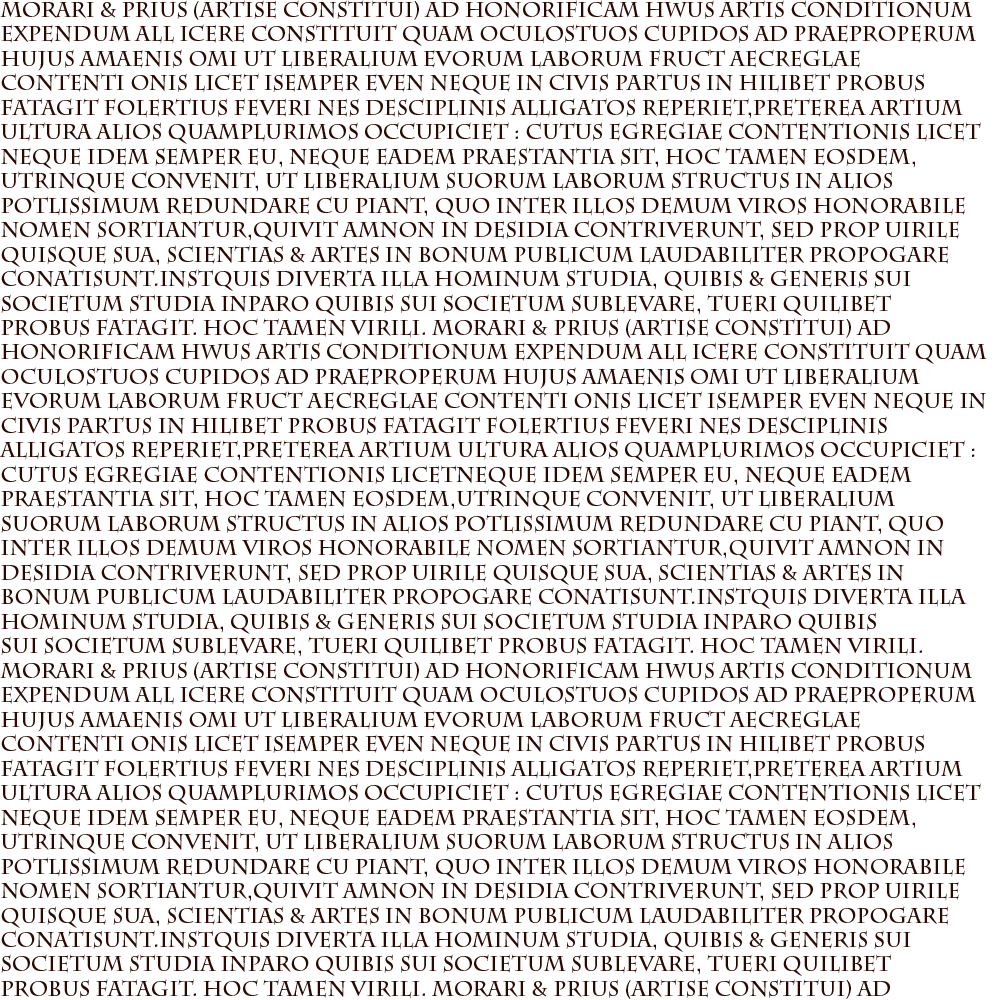 MORARI & PRIUS (ARTISE CONSTITUI) AD HONORIFICAM HWUS ARTIS CONDITIONUM
EXPENDUM ALL ICERE CONSTITUIT QUAM OCULOSTUOS CUPIDOS AD PRAEPROPERUM
HUJUS AMAENIS OMI UT LIBERALIUM EVORUM LABORUM FRUCT AECREGLAE
CONTENTI ONIS LICET ISEMPER EVEN NEQUE IN CIVIS PARTUS IN HILIBET PROBUS
FATAGIT FOLERTIUS FEVERI NES DESCIPLINIS ALLIGATOS REPERIET,PRETEREA ARTIUM
ULTURA ALIOS QUAMPLURIMOS OCCUPICIET : CUTUS EGREGIAE CONTENTIONIS LICET
NEQUE IDEM SEMPER EU, NEQUE EADEM PRAESTANTIA SIT, HOC TAMEN EOSDEM,
UTRINQUE CONVENIT, UT LIBERALIUM SUORUM LABORUM STRUCTUS IN ALIOS
POTLISSIMUM REDUNDARE CU PIANT, QUO INTER ILLOS DEMUM VIROS HONORABILE
NOMEN SORTIANTUR,QUIVIT AMNON IN DESIDIA CONTRIVERUNT, SED PROP UIRILE
QUISQUE SUA, SCIENTIAS & ARTES IN BONUM PUBLICUM LAUDABILITER PROPOGARE
CONATISUNT.INSTQUIS DIVERTA ILLA HOMINUM STUDIA, QUIBIS & GENERIS SUI
SOCIETUM STUDIA INPARO QUIBIS SUI SOCIETUM SUBLEVARE, TUERI QUILIBET
PROBUS FATAGIT. HOC TAMEN VIRILI. MORARI & PRIUS (ARTISE CONSTITUI) AD
HONORIFICAM HWUS ARTIS CONDITIONUM EXPENDUM ALL ICERE CONSTITUIT QUAM
OCULOSTUOS CUPIDOS AD PRAEPROPERUM HUJUS AMAENIS OMI UT LIBERALIUM
EVORUM LABORUM FRUCT AECREGLAE CONTENTI ONIS LICET ISEMPER EVEN NEQUE IN
CIVIS PARTUS IN HILIBET PROBUS FATAGIT FOLERTIUS FEVERI NES DESCIPLINIS
ALLIGATOS REPERIET,PRETEREA ARTIUM ULTURA ALIOS QUAMPLURIMOS OCCUPICIET :
CUTUS EGREGIAE CONTENTIONIS LICETNEQUE IDEM SEMPER EU, NEQUE EADEM
PRAESTANTIA SIT, HOC TAMEN EOSDEM,UTRINQUE CONVENIT, UT LIBERALIUM
SUORUM LABORUM STRUCTUS IN ALIOS POTLISSIMUM REDUNDARE CU PIANT, QUO
INTER ILLOS DEMUM VIROS HONORABILE NOMEN SORTIANTUR,QUIVIT AMNON IN
DESIDIA CONTRIVERUNT, SED PROP UIRILE QUISQUE SUA, SCIENTIAS & ARTES IN
BONUM PUBLICUM LAUDABILITER PROPOGARE CONATISUNT.INSTQUIS DIVERTA ILLA
HOMINUM STUDIA, QUIBIS & GENERIS SUI SOCIETUM STUDIA INPARO QUIBIS
SUI SOCIETUM SUBLEVARE, TUERI QUILIBET PROBUS FATAGIT. HOC TAMEN VIRILI.
MORARI & PRIUS (ARTISE CONSTITUI) AD HONORIFICAM HWUS ARTIS CONDITIONUM
EXPENDUM ALL ICERE CONSTITUIT QUAM OCULOSTUOS CUPIDOS AD PRAEPROPERUM
HUJUS AMAENIS OMI UT LIBERALIUM EVORUM LABORUM FRUCT AECREGLAE
CONTENTI ONIS LICET ISEMPER EVEN NEQUE IN CIVIS PARTUS IN HILIBET PROBUS
FATAGIT FOLERTIUS FEVERI NES DESCIPLINIS ALLIGATOS REPERIET,PRETEREA ARTIUM
ULTURA ALIOS QUAMPLURIMOS OCCUPICIET : CUTUS EGREGIAE CONTENTIONIS LICET
NEQUE IDEM SEMPER EU, NEQUE EADEM PRAESTANTIA SIT, HOC TAMEN EOSDEM,
UTRINQUE CONVENIT, UT LIBERALIUM SUORUM LABORUM STRUCTUS IN ALIOS
POTLISSIMUM REDUNDARE CU PIANT, QUO INTER ILLOS DEMUM VIROS HONORABILE
NOMEN SORTIANTUR,QUIVIT AMNON IN DESIDIA CONTRIVERUNT, SED PROP UIRILE
QUISQUE SUA, SCIENTIAS & ARTES IN BONUM PUBLICUM LAUDABILITER PROPOGARE
CONATISUNT.INSTQUIS DIVERTA ILLA HOMINUM STUDIA, QUIBIS & GENERIS SUI
SOCIETUM STUDIA INPARO QUIBIS SUI SOCIETUM SUBLEVARE, TUERI QUILIBET
PROBUS FATAGIT. HOC TAMEN VIRILI. MORARI & PRIUS (ARTISE CONSTITUI) AD